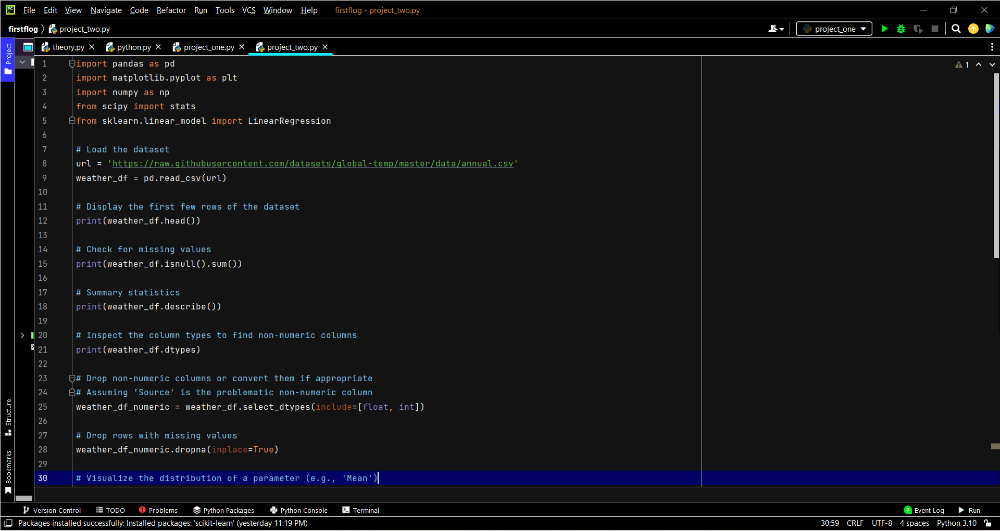 PC File Edit View Navigate Code Refactor Run Tools VCS Window Help firstflog - project_two.py
firstflog project_two.py project_one
Project
theory.py python.py project_one.py project_two.py
1 import pandas as pd
2 import matplotlib.pyplot as plt
3 import numpy as np
4 from scipy import stats
5 from sklearn.linear_model import LinearRegression
6
7 # Load the dataset
8 url = 'https://raw.githubusercontent.com/datasets/global-temp/master/data/annual.csv'
9 weather_df = pd.read_csv(url)
10
11 # Display the first few rows of the dataset
12 print(weather_df.head())
13
14 # Check for missing values
15 print(weather_df.isnull().sum())
16
17 # Summary statistics
18 print(weather_df.describe())
19
20 # Inspect the column types to find non-numeric columns
21 print(weather_df.dtypes)
22
23 # Drop non-numeric columns or convert them if appropriate
24 # Assuming 'Source' is the problematic non-numeric column
25 weather_df_numeric = weather_df.select_dtypes(include=[float, int])
26
27 # Drop rows with missing values
28 weather_df_numeric.dropna(inplace=True)
29
30 # Visualize the distribution of a parameter (e.g., 'Mean')
1
Structure
Bookmarks
Version Control TODO Problems Python Packages Python Console Terminal 2 Event Log Run
Packages installed successfully: Installed packages: 'scikit-learn' (yesterday 11:19 PM) 30:59 CRLF UTF-8 4 spaces Python 3.10